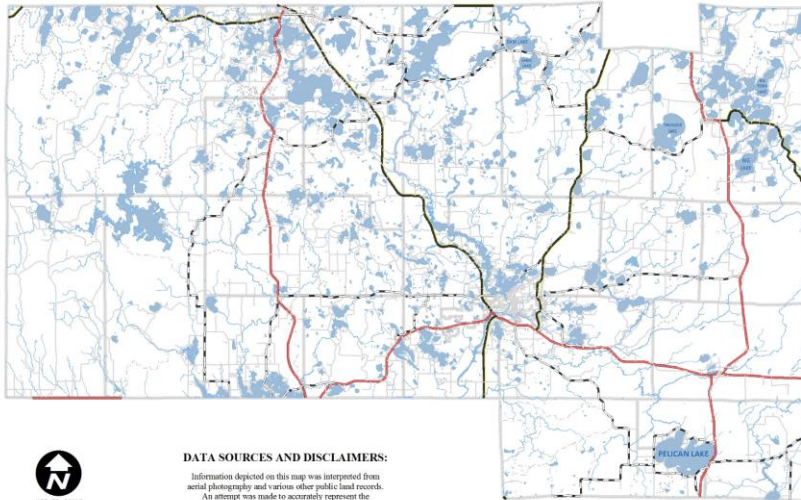 PELICAN LAKE
N
DATA SOURCES AND DISCLAIMERS:
Information depicted on this map was interpreted from
aerial photography and various other public land records.
An attempt was made to accurately represent the